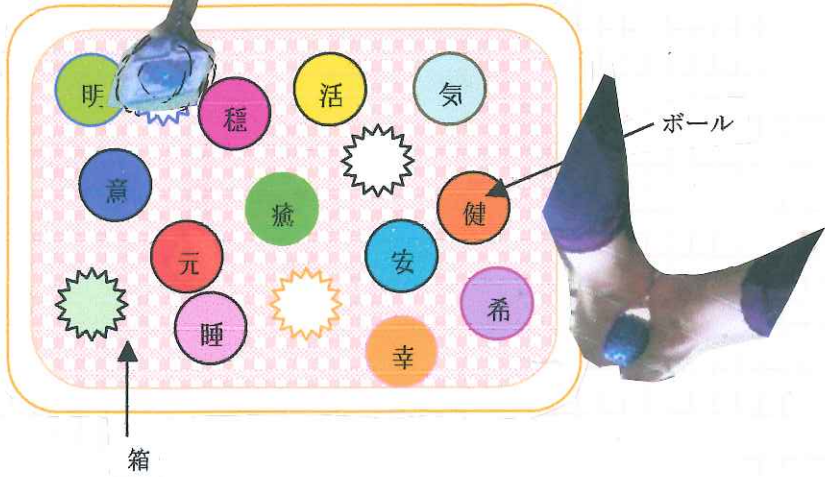 明
穏
活
気
ボール
意
癒
健
元
安
希
睡
幸
箱